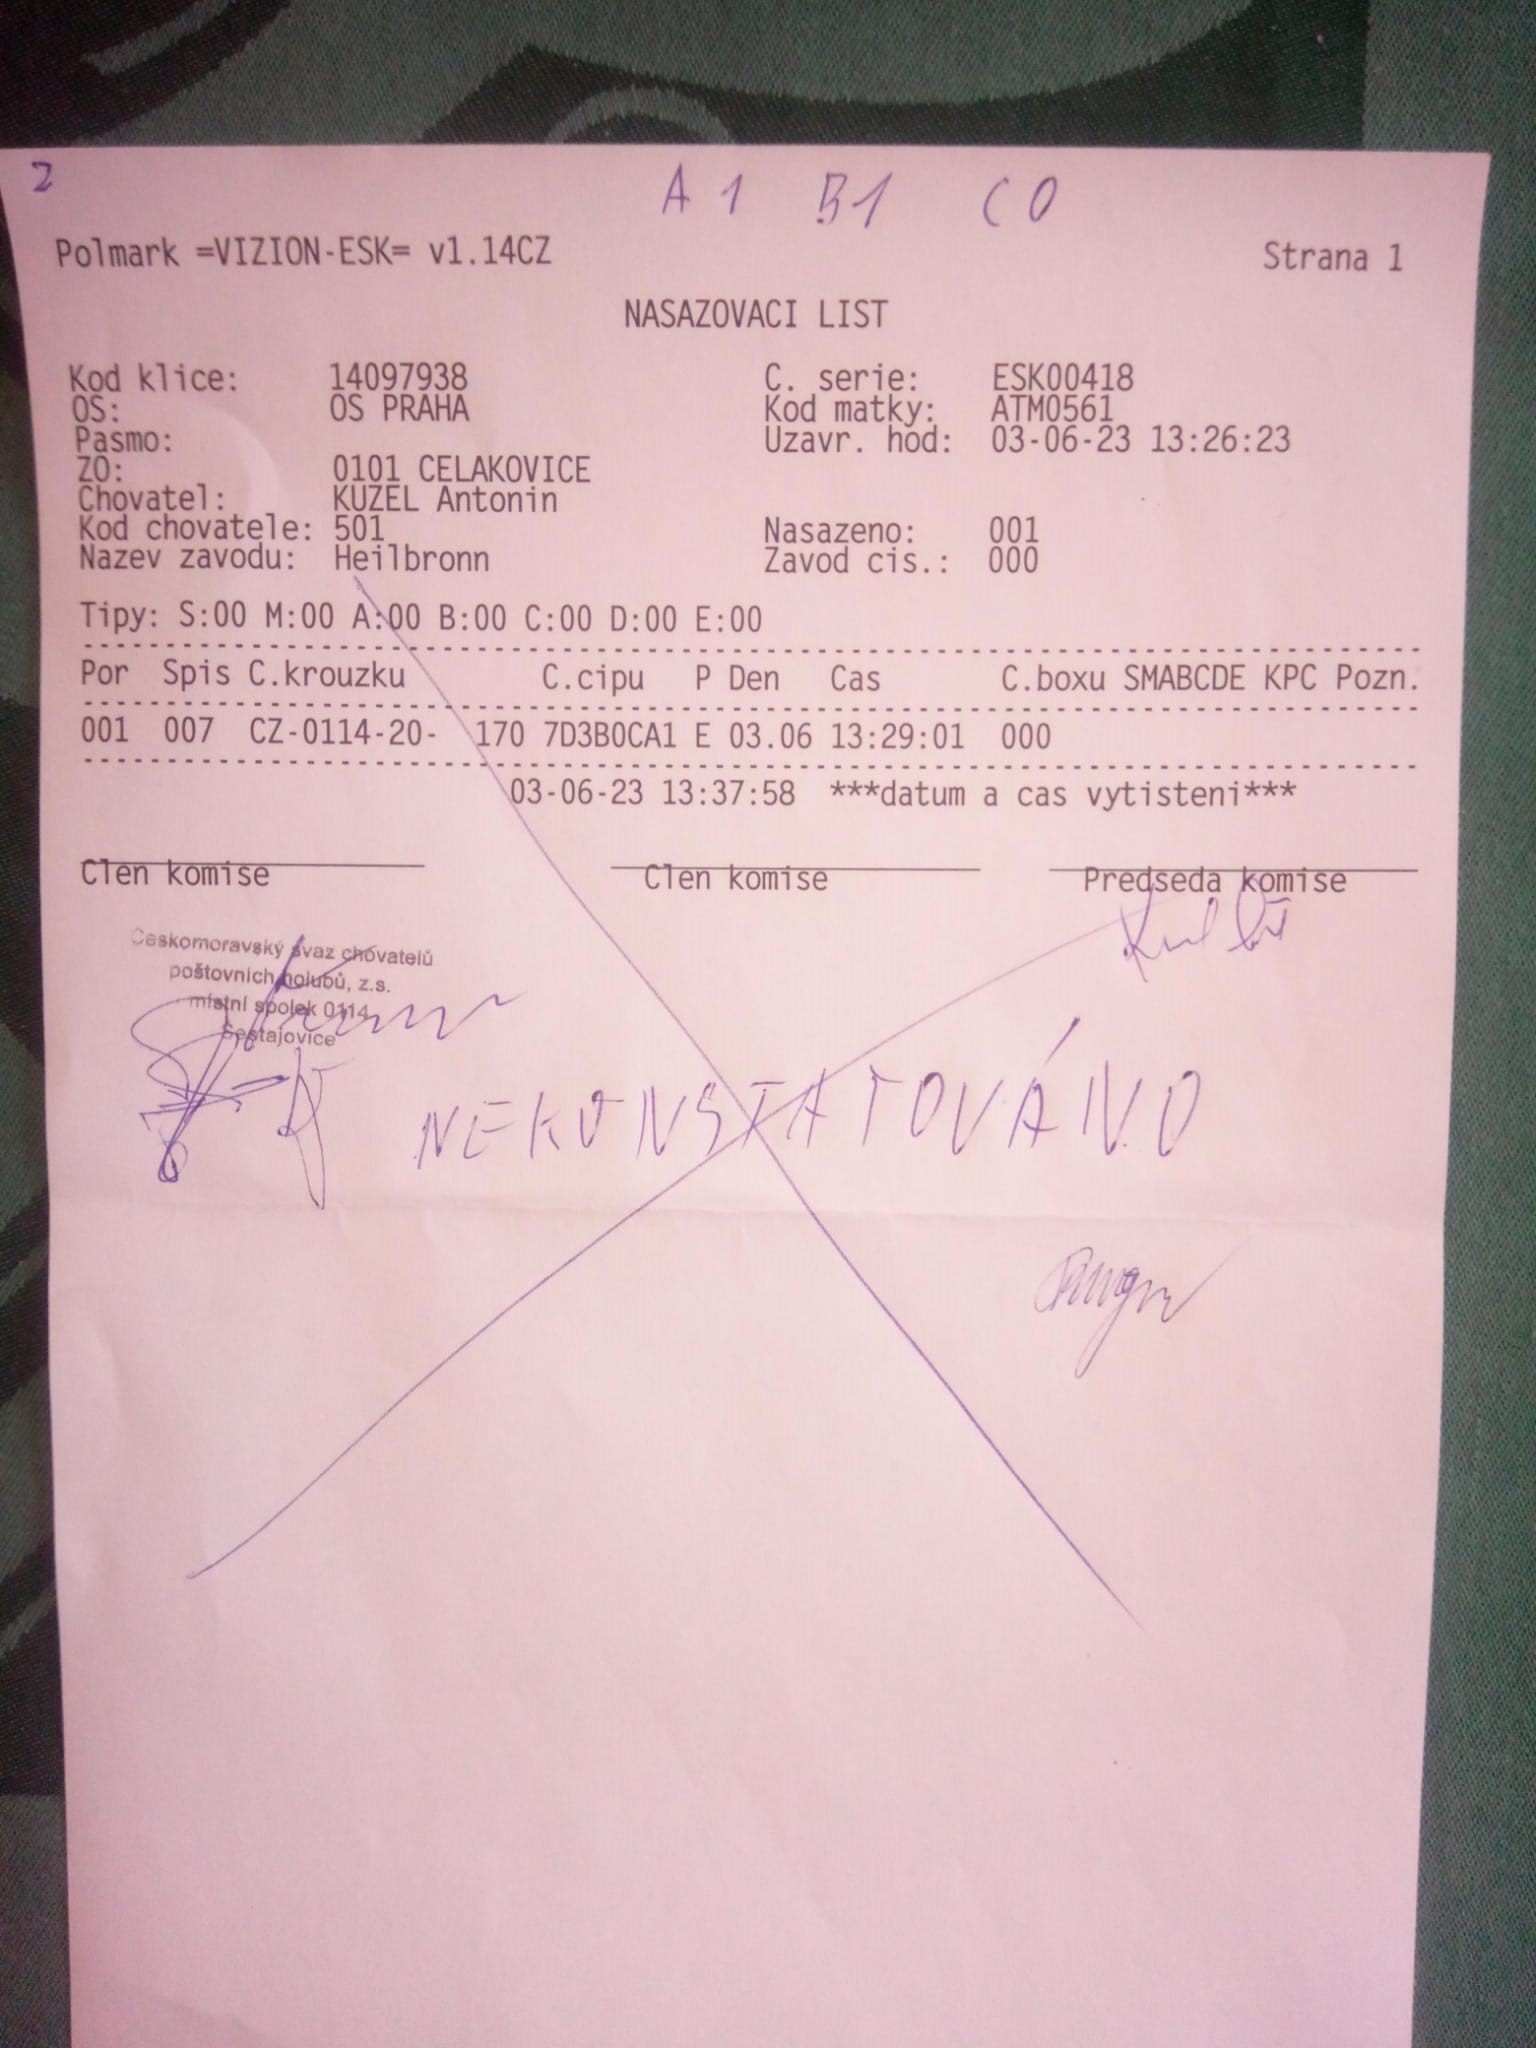 2
A 1 B1 C0
Polmark =VIZION-ESK= v1.14CZ Strana 1
NASAZOVACI LIST
Kod klice: 14097938 C. serie: ESK00418
OS: OS PRAHA Kod matky: ATM0561
Pasmo: Uzavr. hod: 03-06-23 13:26:23
ZO: 0101 CELAKOVICE
Chovatel: KUZEL Antonin
Kod chovatele: 501 Nasazeno: 001
Nazev zavodu: Heilbronn Zavod cis.: 000
Tipy: S:00 M:00 A:00 B:00 C:00 D:00 E:00
Por Spis C.krouzku C.cipu P Den Cas C.boxu SMABCDE KPC Pozn.
001 007 CZ-0114-20- 170 7D3B0CA1 E 03.06 13:29:01 000
03-06-23 13:37:58 ***datum a cas vytisteni***
Clen komise Clen komise Predseda komise
Českomoravský svaz chovatelů
poštovních holubů, z.s.
místní spolek 0114
Šestajovice
NEKONSTATOVÁNO